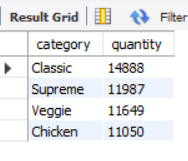 Result Grid Filter
category quantity
Classic 14888
Supreme 11987
Veggie 11649
Chicken 11050